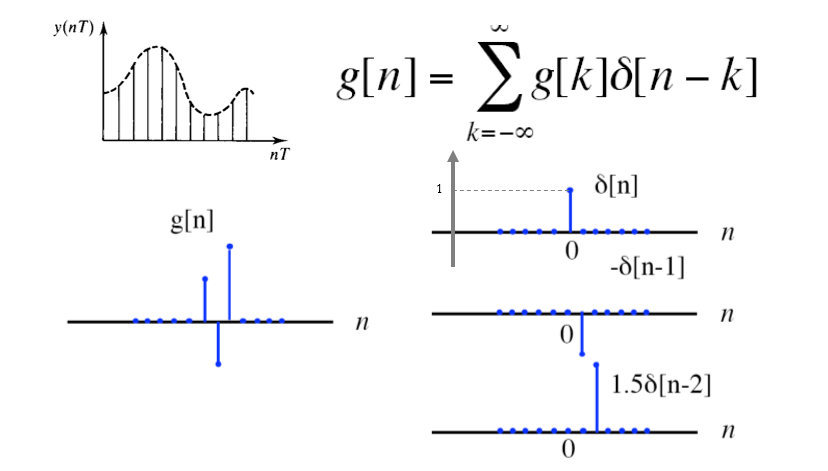 y(nT)
nT
g[n] = ∞∑k=−∞ g[k]δ[n − k]
1
δ[n]
n
0
-δ[n-1]
g[n]
n
n
0
1.5δ[n-2]
n
0